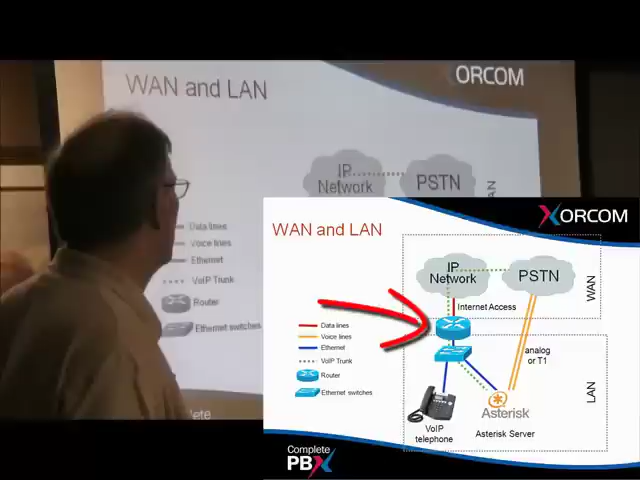 WAN and LAN
XORCOM
IP
Network
PSTN
Data lines
Voice lines
Ethernet
VoIP Trunk
Router
Ethernet switches
WAN and LAN
XORCOM
IP
Network
PSTN
WAN
Internet Access
Data lines
Voice lines
Ethernet
VoIP Trunk
Router
Ethernet switches
analog
or T1
LAN
VoIP
telephone
Asterisk
Asterisk Server
Complete
PBX